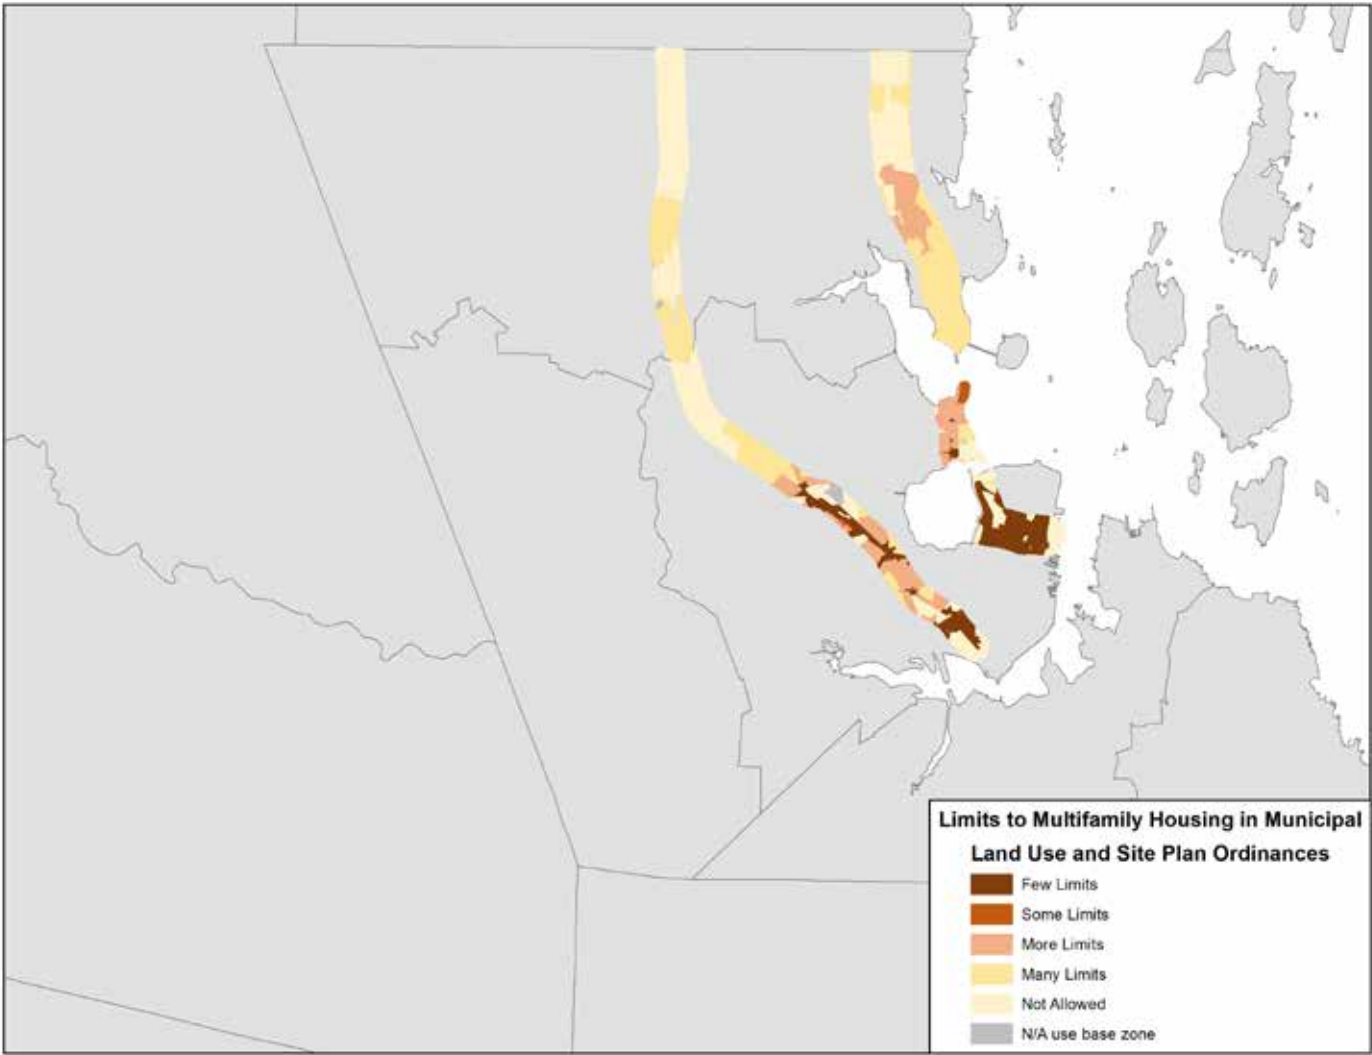 Limits to Multifamily Housing in Municipal
Land Use and Site Plan Ordinances
Few Limits
Some Limits
More Limits
Many Limits
Not Allowed
N/A use base zone